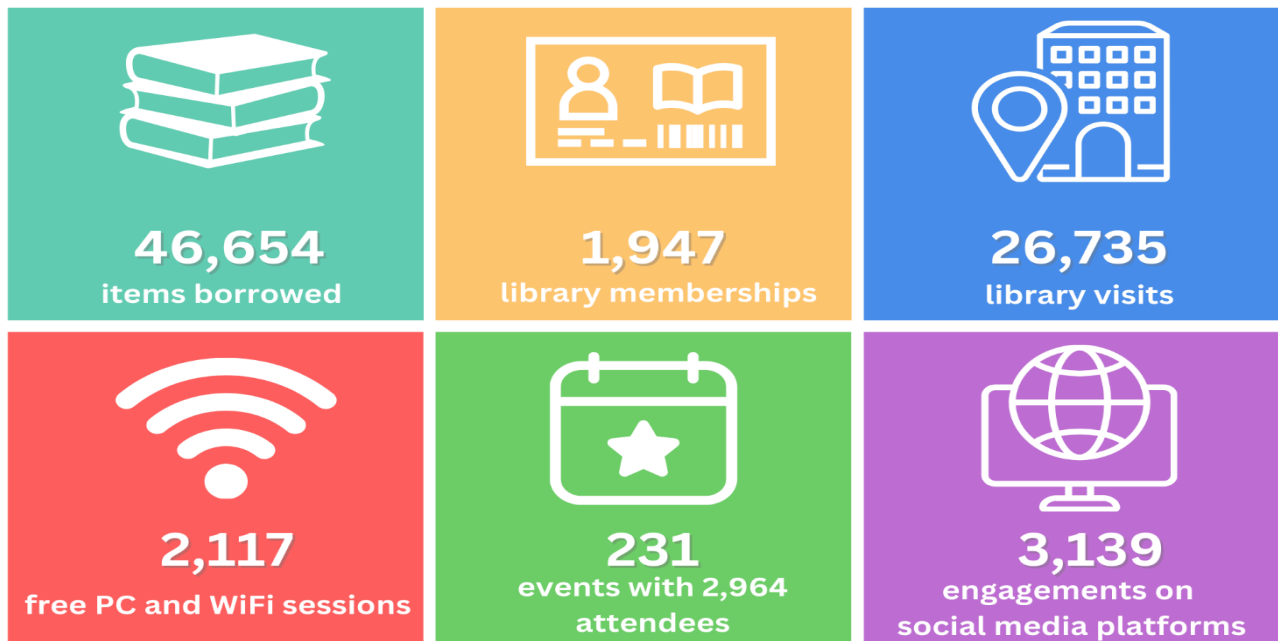 46,654
items borrowed
1,947
library memberships
26,735
library visits
2,117
free PC and WiFi sessions
231
events with 2,964
attendees
3,139
engagements on
social media platforms